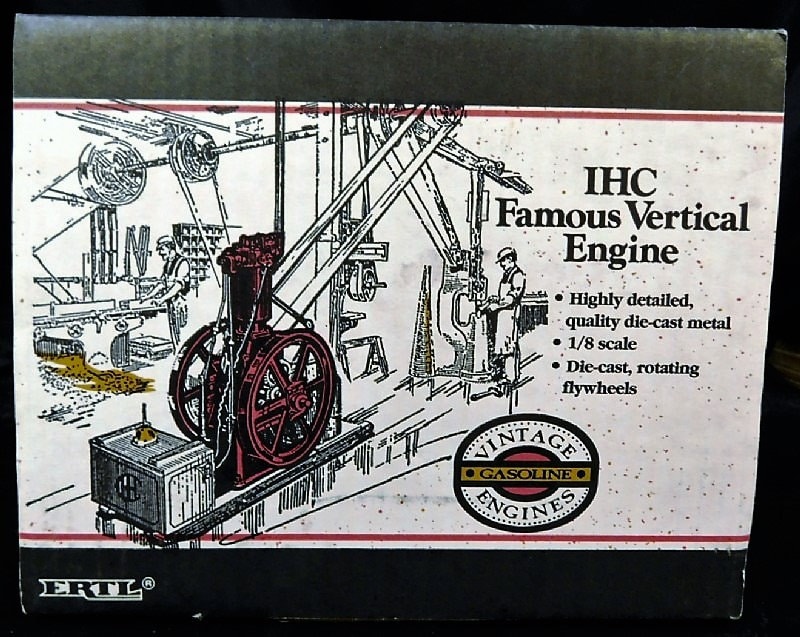 IHC
Famous Vertical
Engine
• Highly detailed,
quality die-cast metal
• 1/8 scale
• Die-cast, rotating
flywheels
VINTAGE
• GASOLINE •
ENGINES
IHC
ERTL®